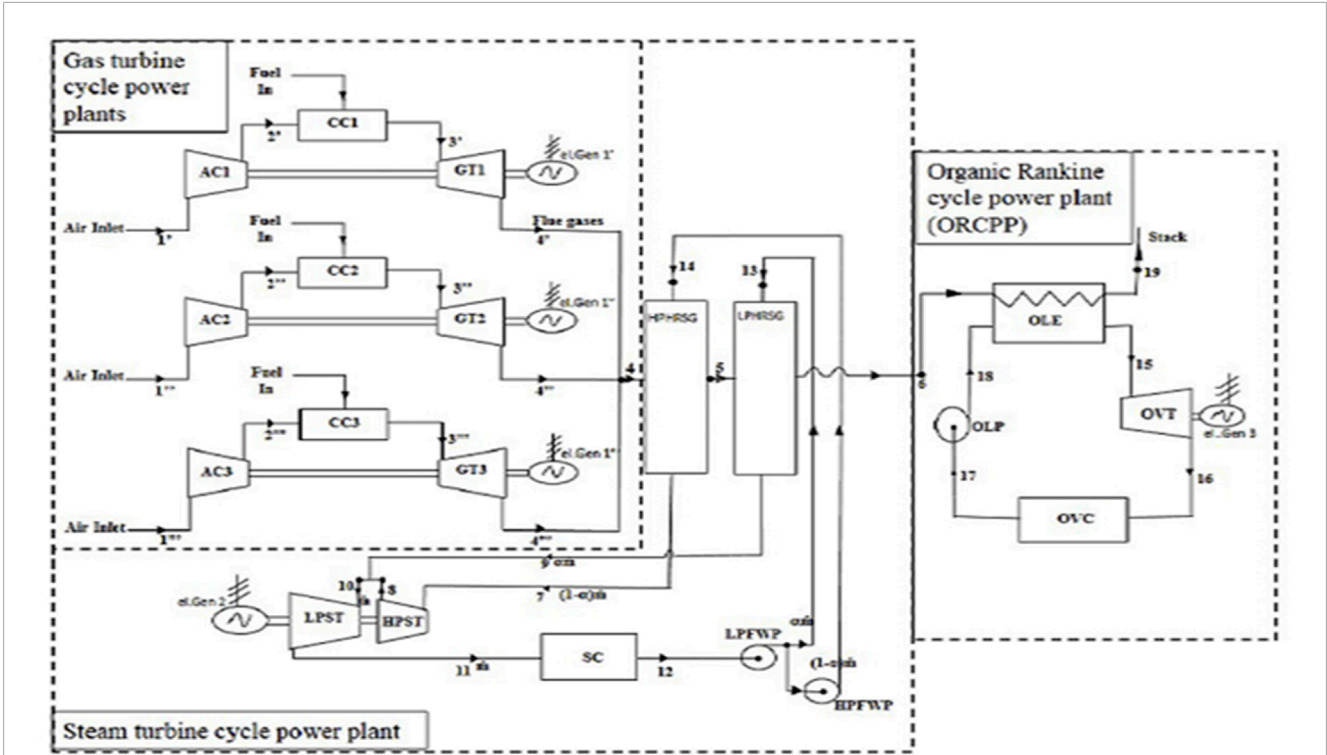 Gas turbine
cycle power
plants
Fuel
In
CC1
2'
3'
AC1
GT1
el.Gen 1'
Air Inlet
1'
Flue gases
4'
Fuel
In
CC2
2''
3''
AC2
GT2
el.Gen 1''
Air Inlet
1''
4''
Fuel
In
CC3
2'''
3'''
AC3
GT3
el.Gen 1''
Air Inlet
1'''
4'''
4
14
13
HPHRSG
LPHRSG
5
6
Organic Rankine
cycle power plant
(ORCPP)
Stack
19
OLE
18
15
OLP
OVT
el..Gen 3
17
16
OVC
9 αṁ
10
ṁ
8
7 (1-α)ṁ
el.Gen 2
LPST
HPST
11 ṁ
SC
12
LPFWP
αṁ
(1-α)ṁ
HPFWP
Steam turbine cycle power plant